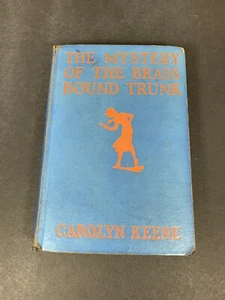 THE MYSTERY
OF THE BRASS
BOUND TRUNK
CAROLYN KEENE